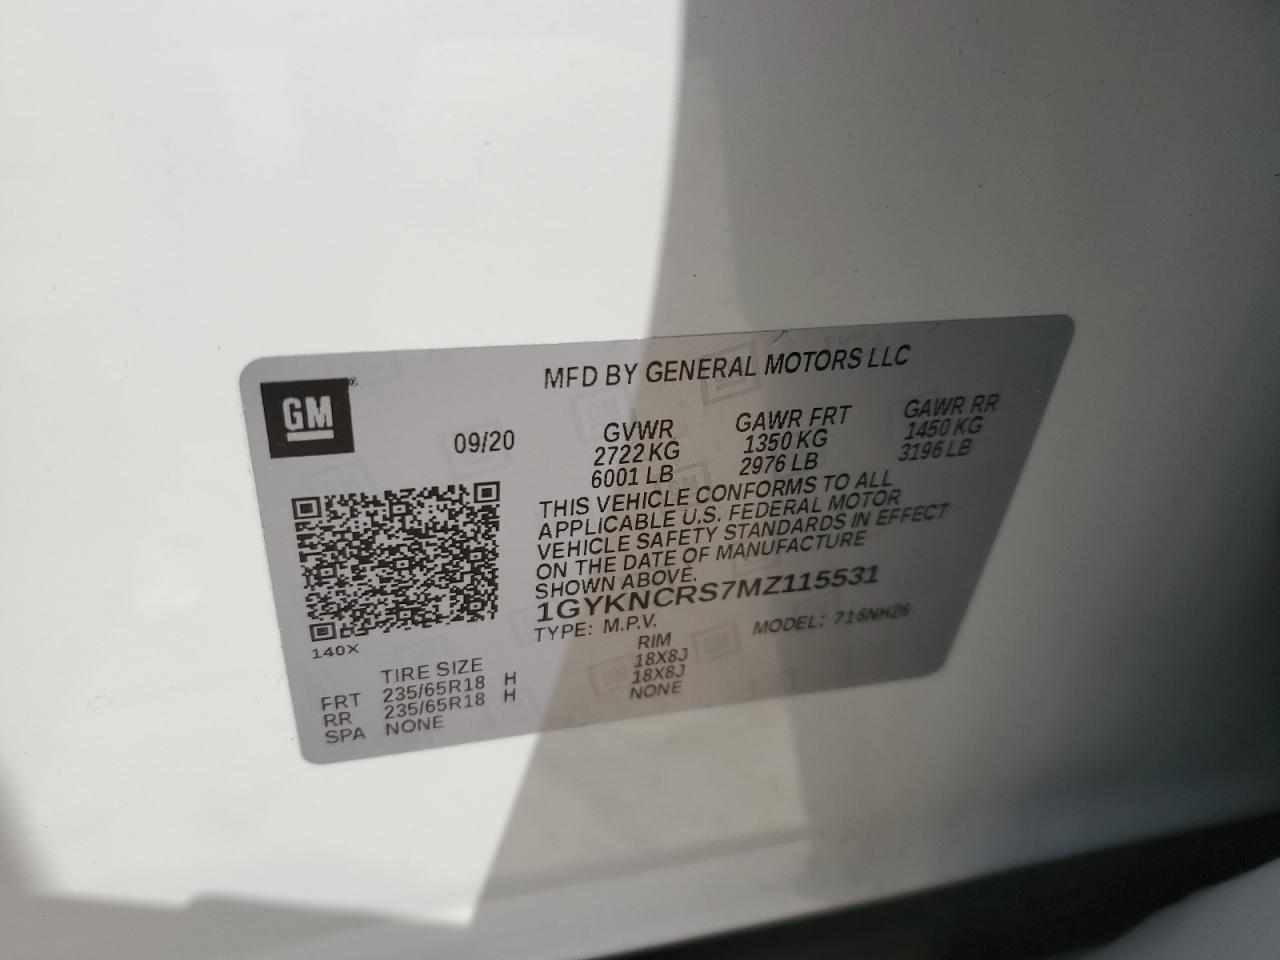 MFD BY GENERAL MOTORS LLC
GM
09/20
GVWR GAWR FRT GAWR RR
2722 KG 1350 KG 1450 KG
6001 LB 2976 LB 3196 LB
THIS VEHICLE CONFORMS TO ALL
APPLICABLE U.S. FEDERAL MOTOR
VEHICLE SAFETY STANDARDS IN EFFECT
ON THE DATE OF MANUFACTURE
SHOWN ABOVE.
1GYKNCRS7MZ115531
TYPE: M.P.V. MODEL: 716NH26
140X
TIRE SIZE RIM
FRT 235/65R18 H 18X8J
RR 235/65R18 H 18X8J
SPA NONE NONE